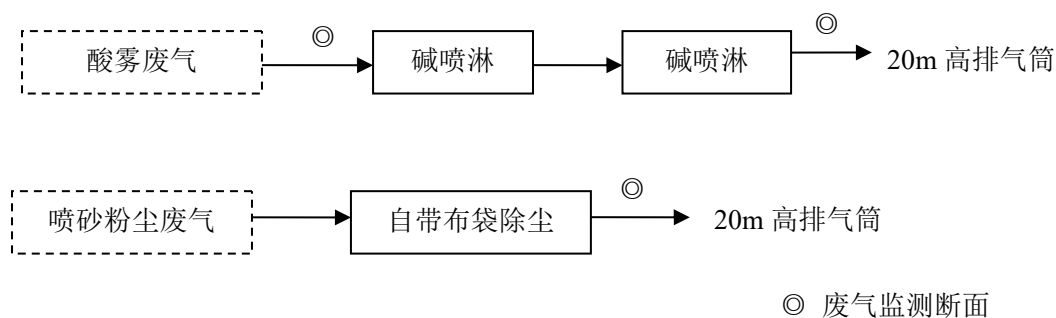 ◎ ◎
酸雾废气 碱喷淋 碱喷淋 20m 高排气筒
◎
喷砂粉尘废气 自带布袋除尘 20m 高排气筒
◎ 废气监测断面